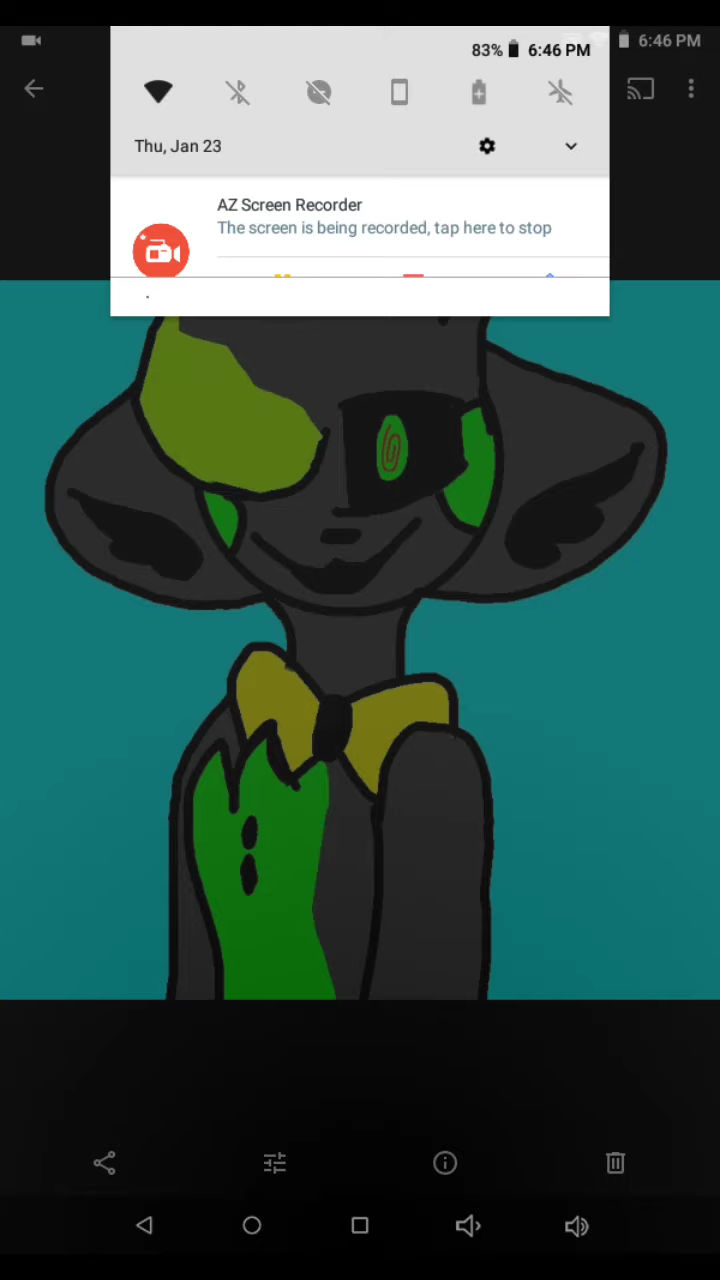 6:46 PM
83% 6:46 PM
Thu, Jan 23
AZ Screen Recorder
The screen is being recorded, tap here to stop